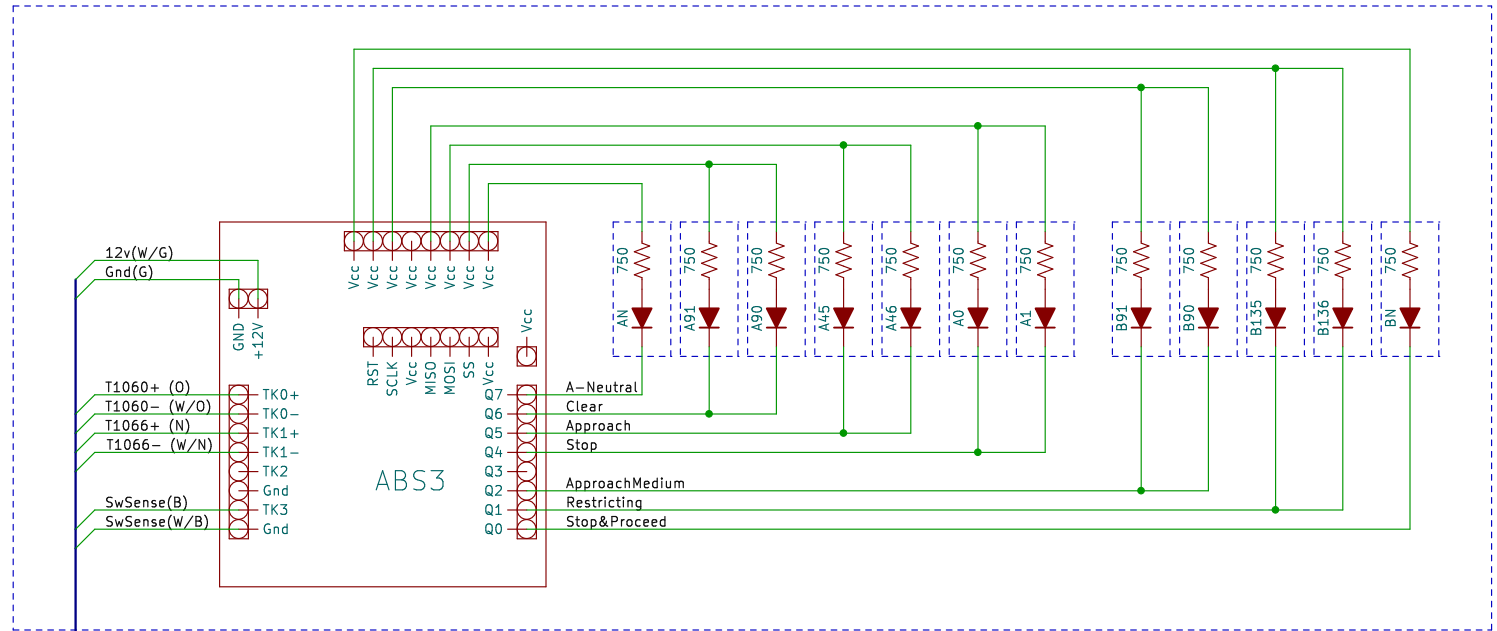 12v(W/G)
Gnd(G)
Vcc Vcc Vcc Vcc Vcc Vcc Vcc Vcc
GND +12V
RST SCLK Vcc MISO MOSI SS Vcc
Vcc
750 750 750 750 750 750 750 750 750 750 750 750
AN A91 A90 A45 A46 A0 A1 B91 B90 B135 B136 BN
T1060+ (O) TK0+ Q7 A-Neutral
T1060- (W/O) TK0- Q6 Clear
T1066+ (N) TK1+ Q5 Approach
T1066- (W/N) TK1- Q4 Stop
TK2 Q3
ABS3
Gnd Q2 ApproachMedium
SwSense(B) TK3 Q1 Restricting
SwSense(W/B) Gnd Q0 Stop&Proceed